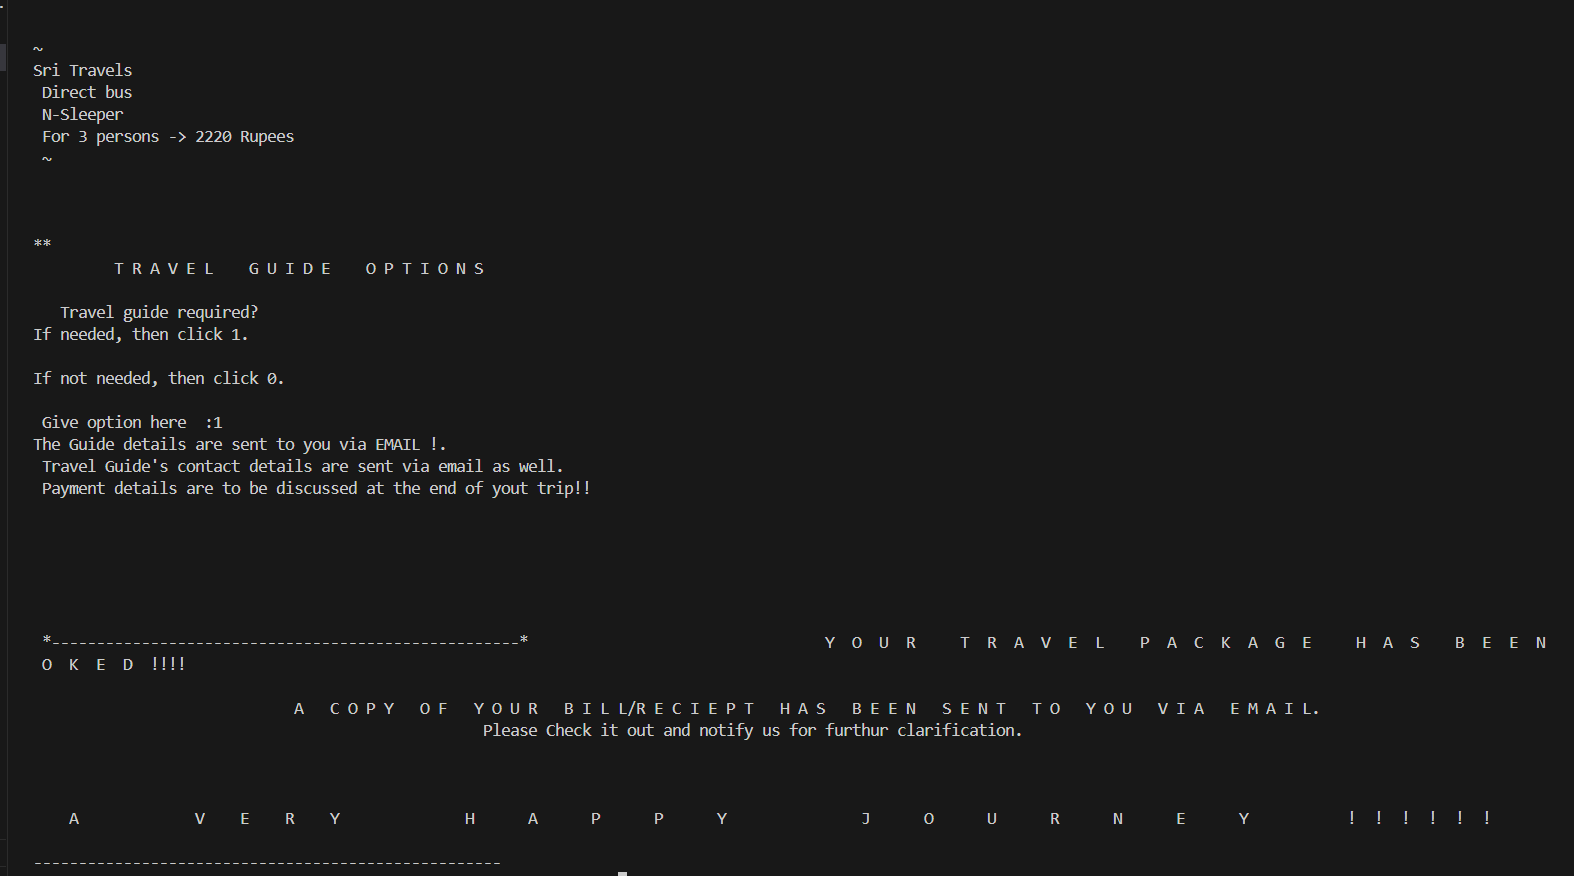 ~
Sri Travels
Direct bus
N-Sleeper
For 3 persons -> 2220 Rupees
~
**
T R A V E L   G U I D E   O P T I O N S
Travel guide required?
If needed, then click 1.
If not needed, then click 0.
Give option here  :1
The Guide details are sent to you via EMAIL !.
Travel Guide's contact details are sent via email as well.
Payment details are to be discussed at the end of yout trip!!
*----------------------------------------------------*                                 Y  O  U  R     T  R  A  V  E  L    P  A  C  K  A  G  E    H  A  S    B  E  E  N
O  K  E  D  !!!!
A   C O P Y   O F   Y O U R   B I L L/R E C I E P T   H A S   B E E N   S E N T   T O   Y O U   V I A   E M A I L.
Please Check it out and notify us for furthur clarification.
A             V    E    R    Y              H      A      P      P      Y               J      O      U      R      N      E      Y           !  !  !  !  !  !
----------------------------------------------------